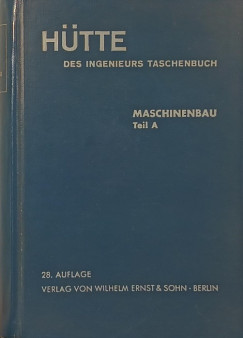 HÜTTE
DES INGENIEURS TASCHENBUCH
MASCHINENBAU
Teil A
28. AUFLAGE
VERLAG VON WILHELM ERNST & SOHN - BERLIN